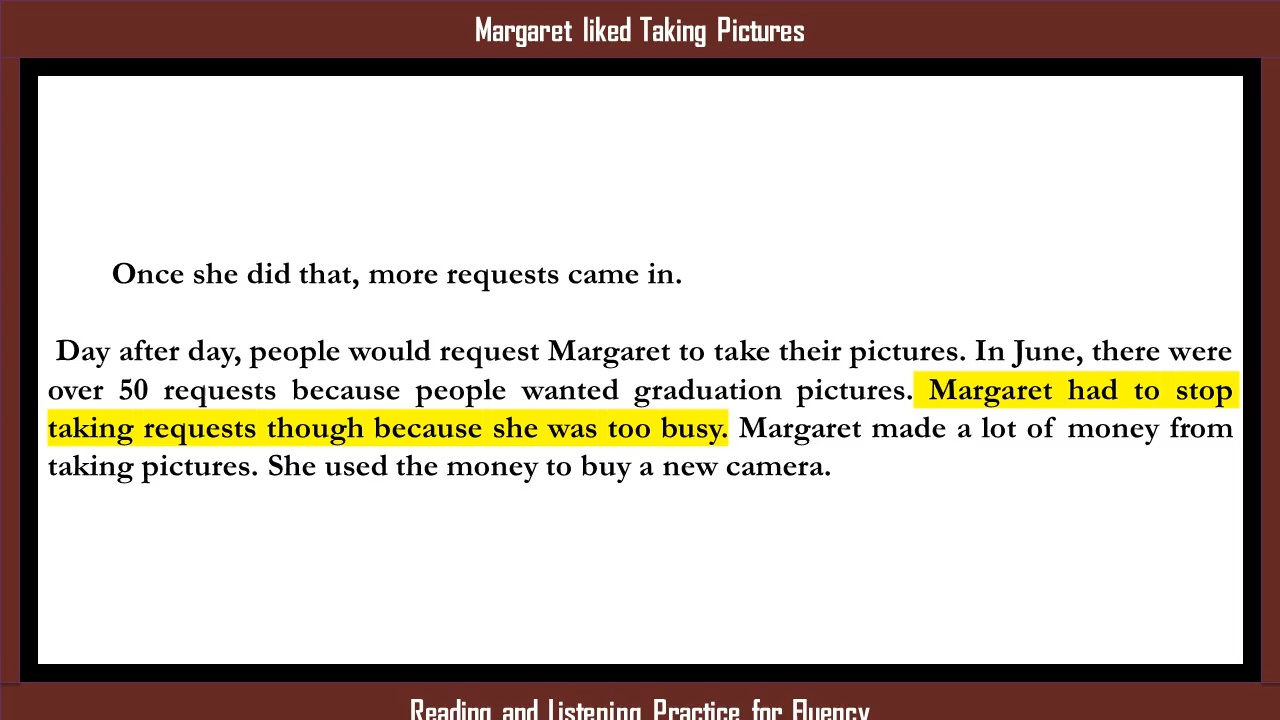 Margaret liked Taking Pictures
Once she did that, more requests came in.
Day after day, people would request Margaret to take their pictures. In June, there were
over 50 requests because people wanted graduation pictures. Margaret had to stop
taking requests though because she was too busy. Margaret made a lot of money from
taking pictures. She used the money to buy a new camera.
Reading and Listening Practice for Fluency